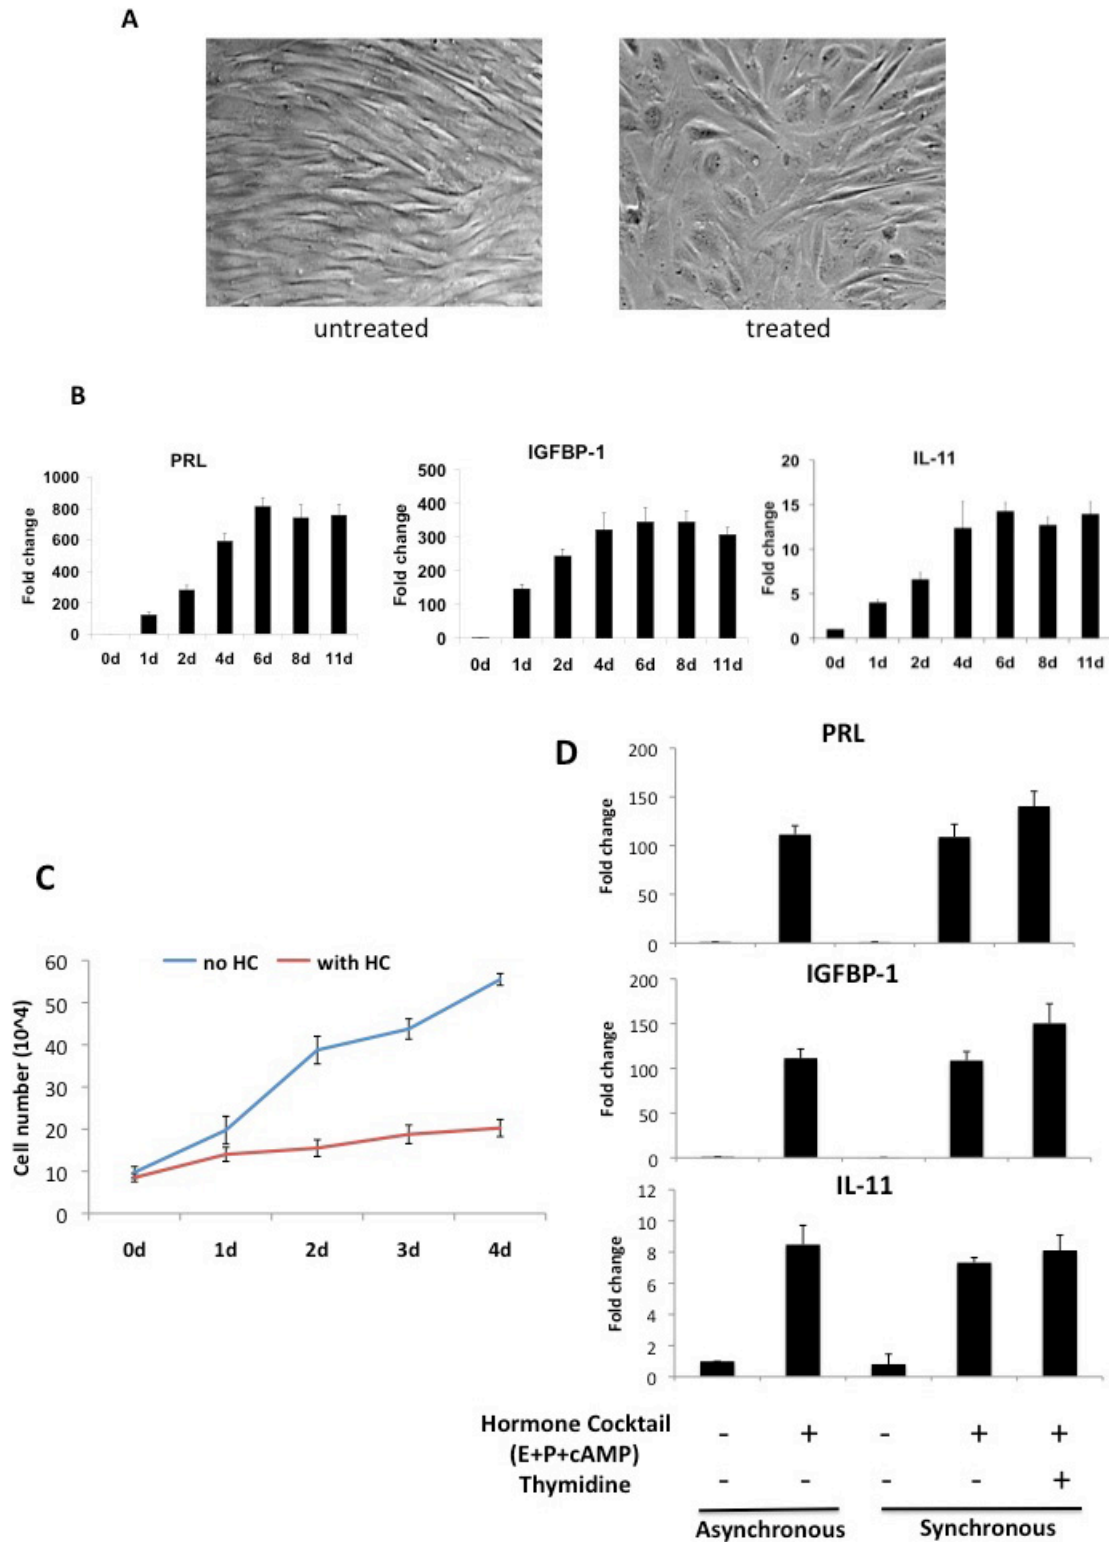 A
untreated
treated
B
PRL
Fold change
1000
800
600
400
200
0
0d 1d 2d 4d 6d 8d 11d
IGFBP-1
Fold change
500
400
300
200
100
0
0d 1d 2d 4d 6d 8d 11d
IL-11
Fold change
20
15
10
5
0
0d 1d 2d 4d 6d 8d 11d
C
no HC with HC
Cell number (10^4)
60
50
40
30
20
10
0
0d 1d 2d 3d 4d
D
PRL
Fold change
200
150
100
50
0
IGFBP-1
Fold change
200
150
100
50
0
IL-11
Fold change
12
10
8
6
4
2
0
Hormone Cocktail - + - + +
(E+P+cAMP)
Thymidine - - - - +
Asynchronous Synchronous